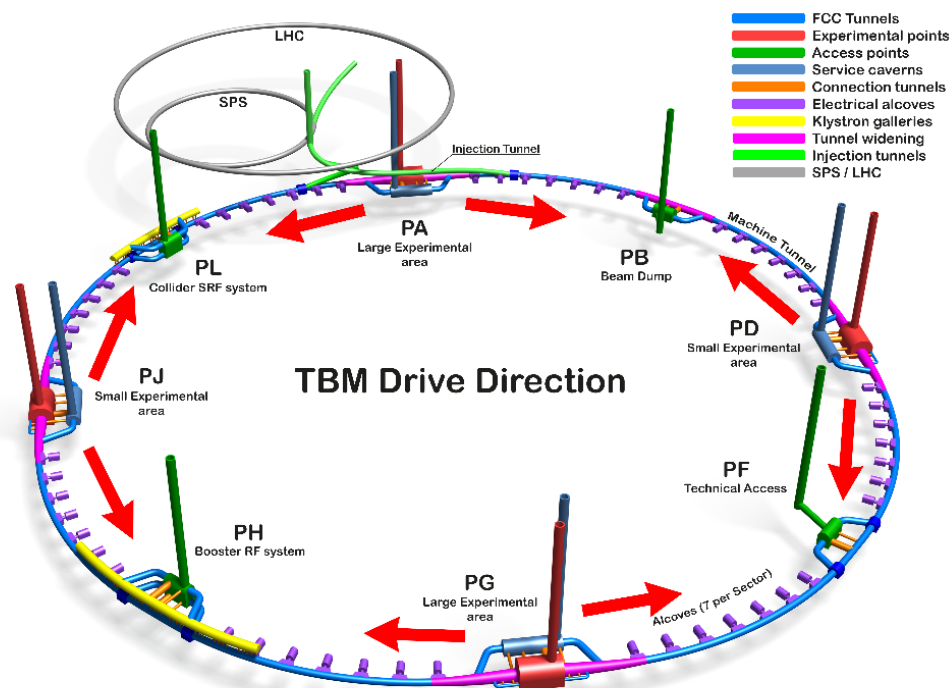 LHC
SPS
Injection Tunnel
FCC Tunnels
Experimental points
Access points
Service caverns
Connection tunnels
Electrical alcoves
Klystron galleries
Tunnel widening
Injection tunnels
SPS / LHC
PA
Large Experimental
area
PB
Beam Dump
Machine Tunnel
PL
Collider SRF system
PD
Small Experimental
area
PJ
Small Experimental
area
TBM Drive Direction
PF
Technical Access
PH
Booster RF system
PG
Large Experimental
area
Alcoves (7 per Sector)